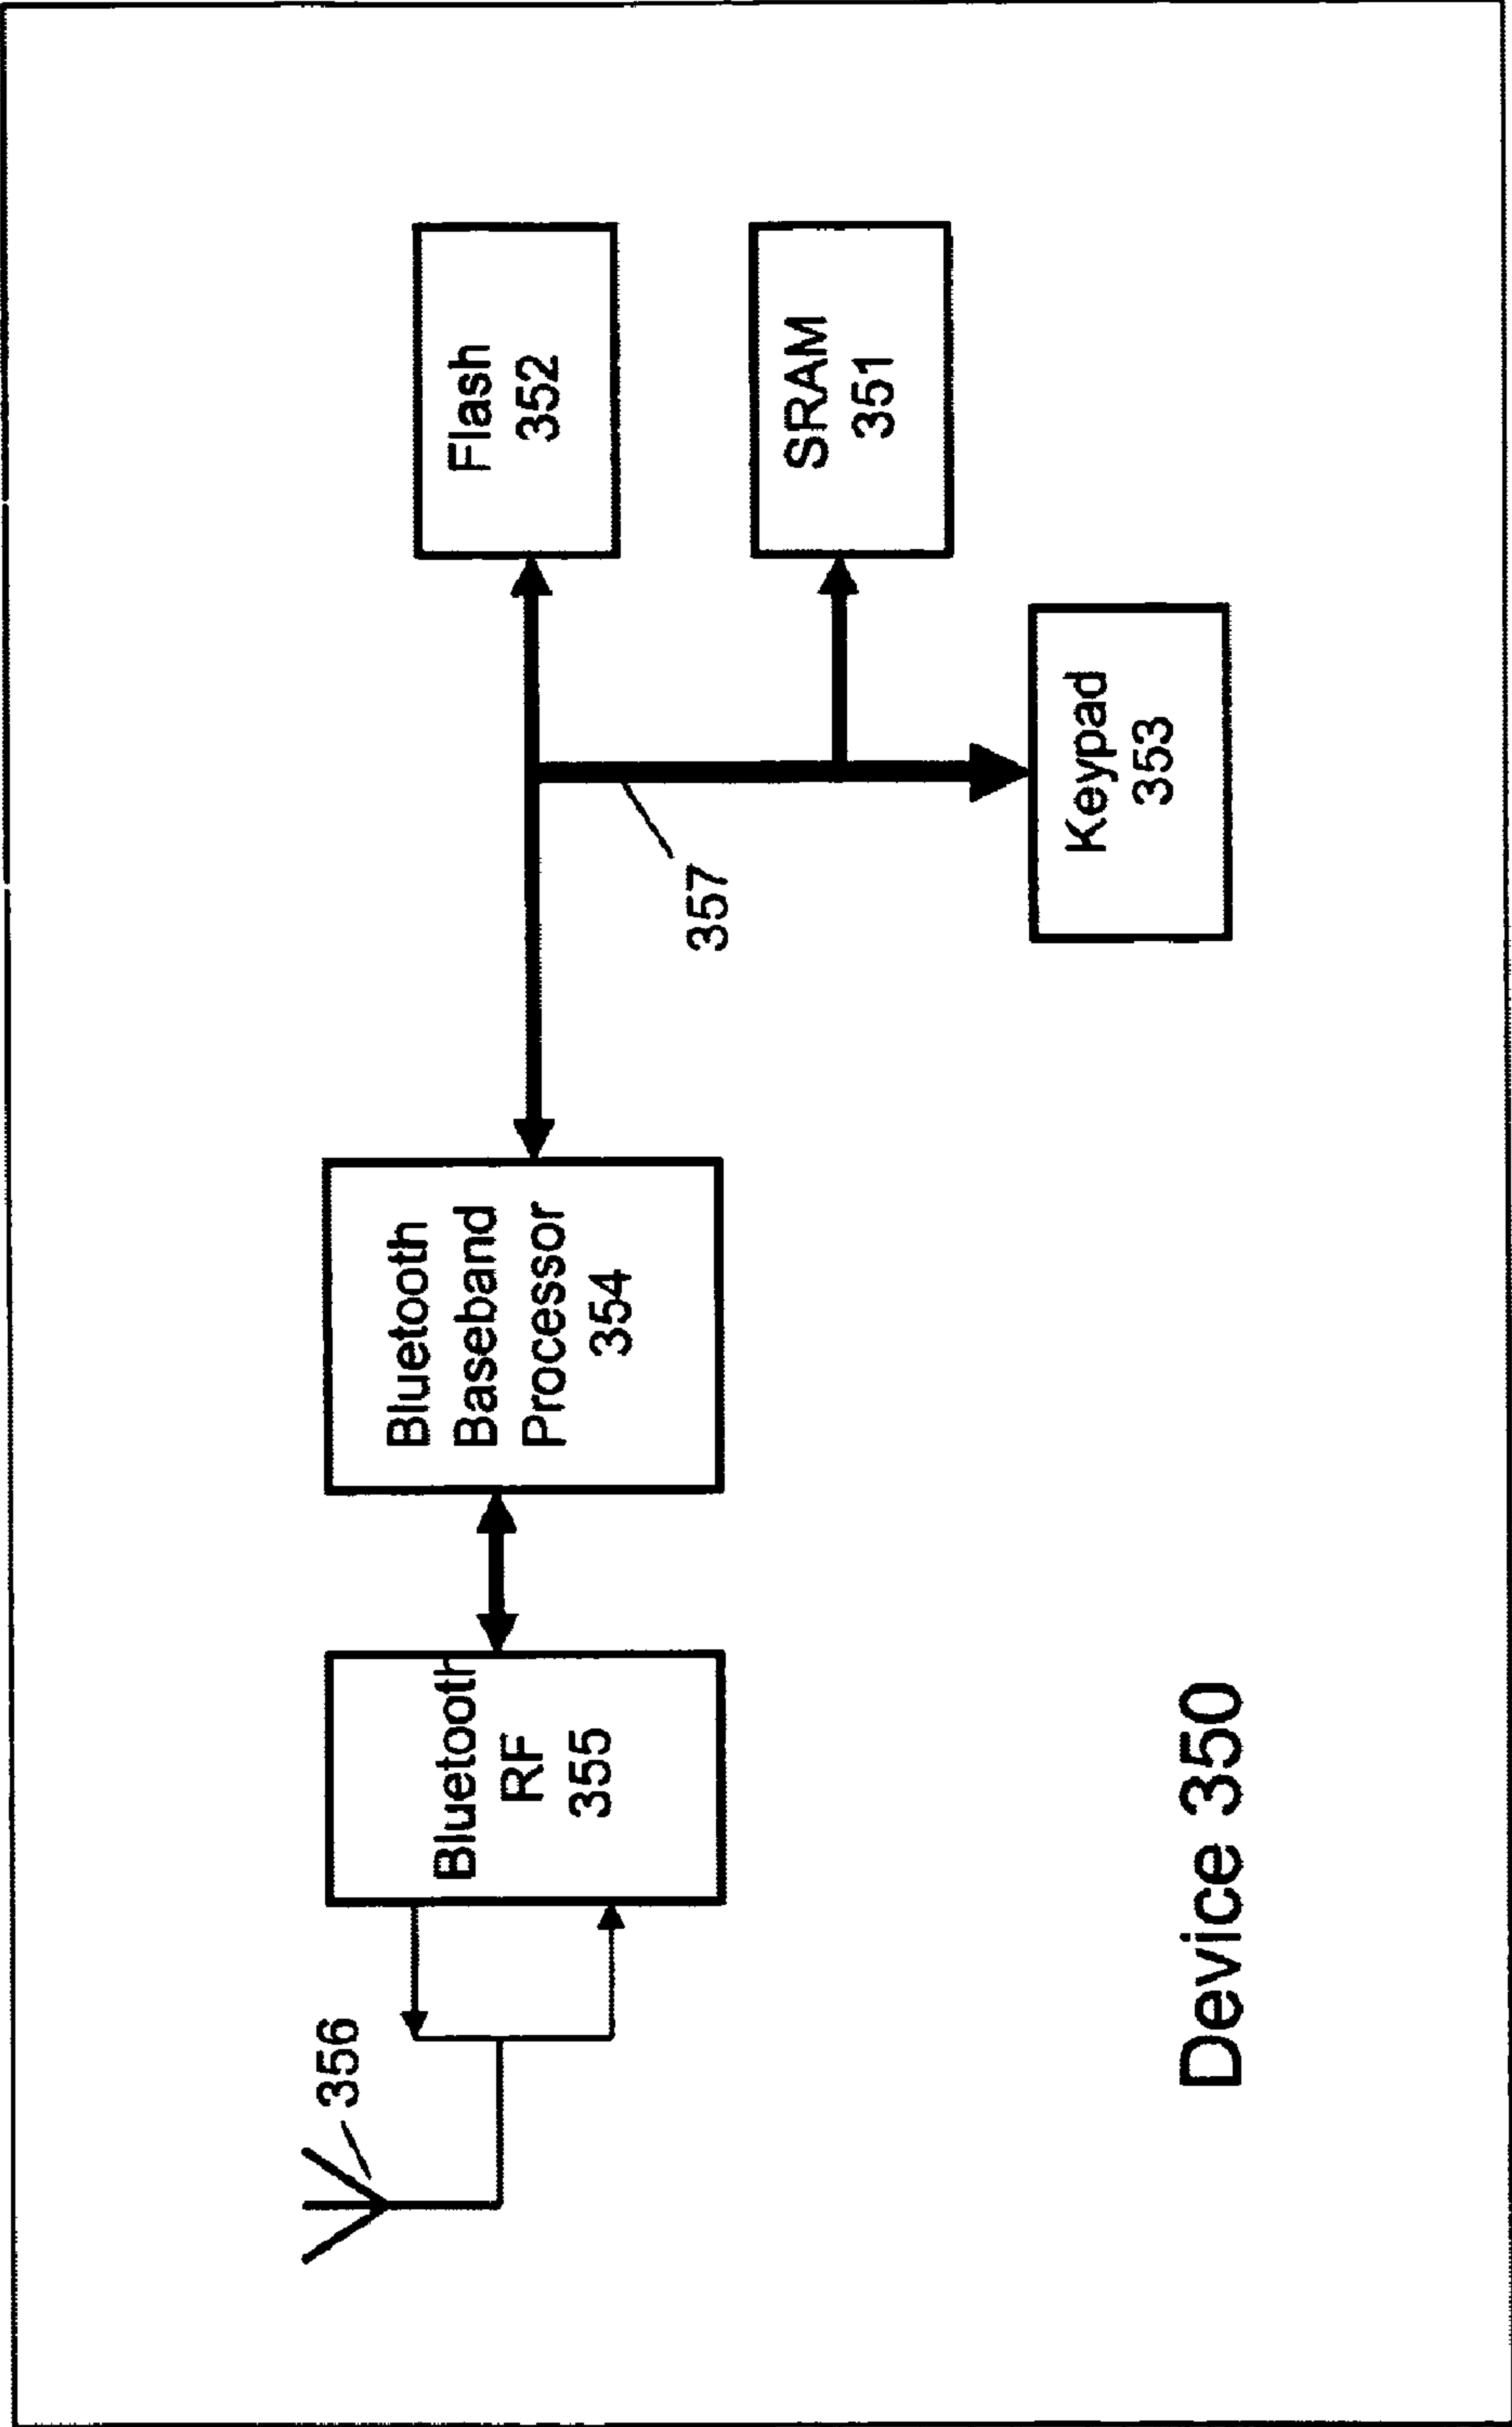 356
Bluetooth
RF
355
Bluetooth
Baseband
Processor
354
357
Flash
352
SRAM
351
Keypad
353
Device 350